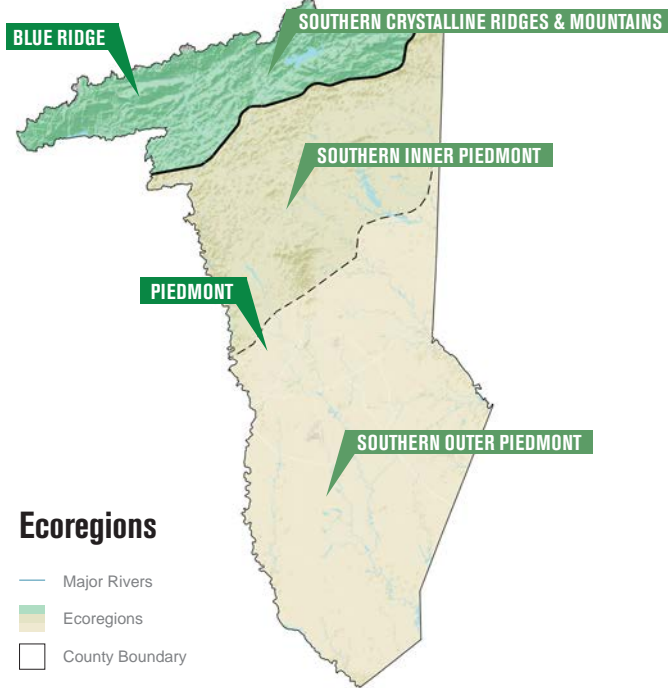 SOUTHERN CRYSTALLINE RIDGES & MOUNTAINS
BLUE RIDGE
SOUTHERN INNER PIEDMONT
PIEDMONT
SOUTHERN OUTER PIEDMONT
Ecoregions
Major Rivers
Ecoregions
County Boundary